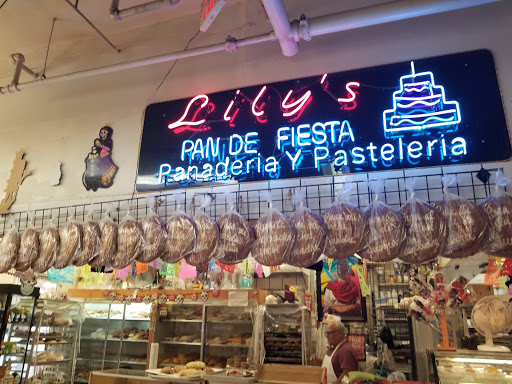 Lily's
PAN DE FIESTA
Panaderia Y Pasteleria